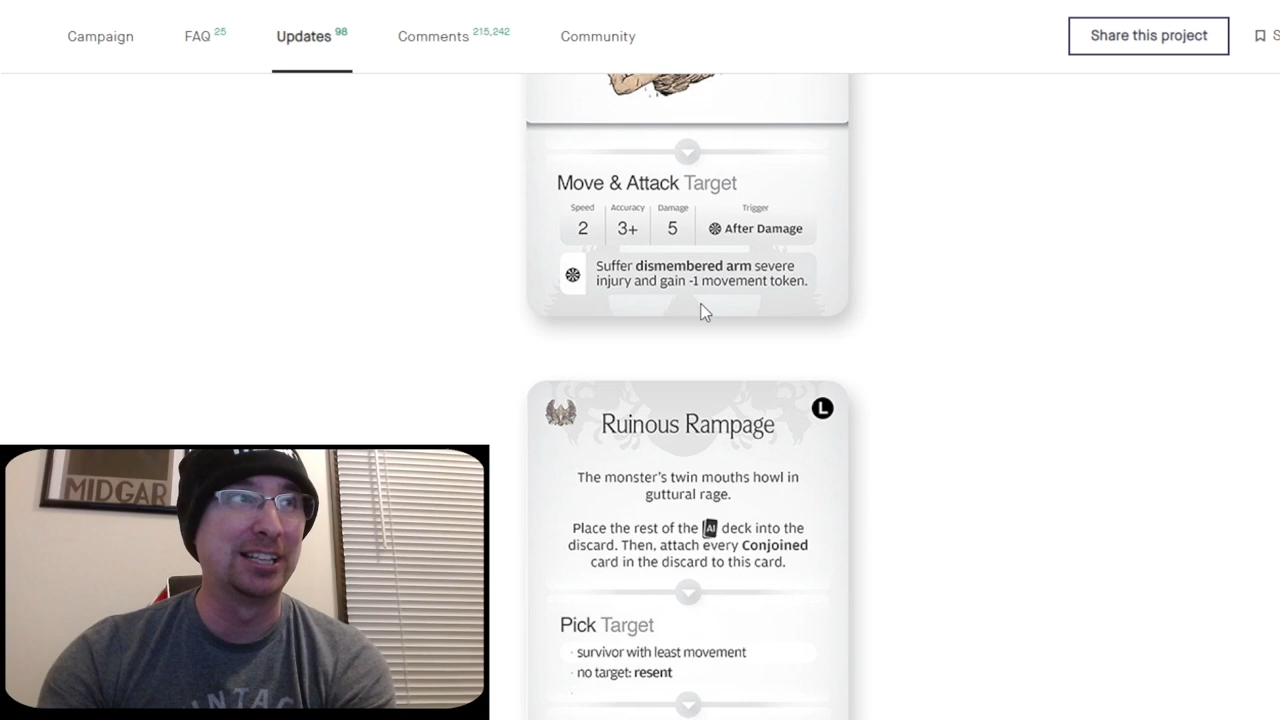 Campaign FAQ 25 Updates 98 Comments 215,242 Community Share this project S
Move & Attack Target
Speed Accuracy Damage Trigger
2 3+ 5 After Damage
Suffer dismembered arm severe
injury and gain -1 movement token.
L
Ruinous Rampage
The monster's twin mouths howl in
guttural rage.
Place the rest of the AI deck into the
discard. Then, attach every Conjoined
card in the discard to this card.
Pick Target
· survivor with least movement
· no target: resent
MIDGAR
INTAG